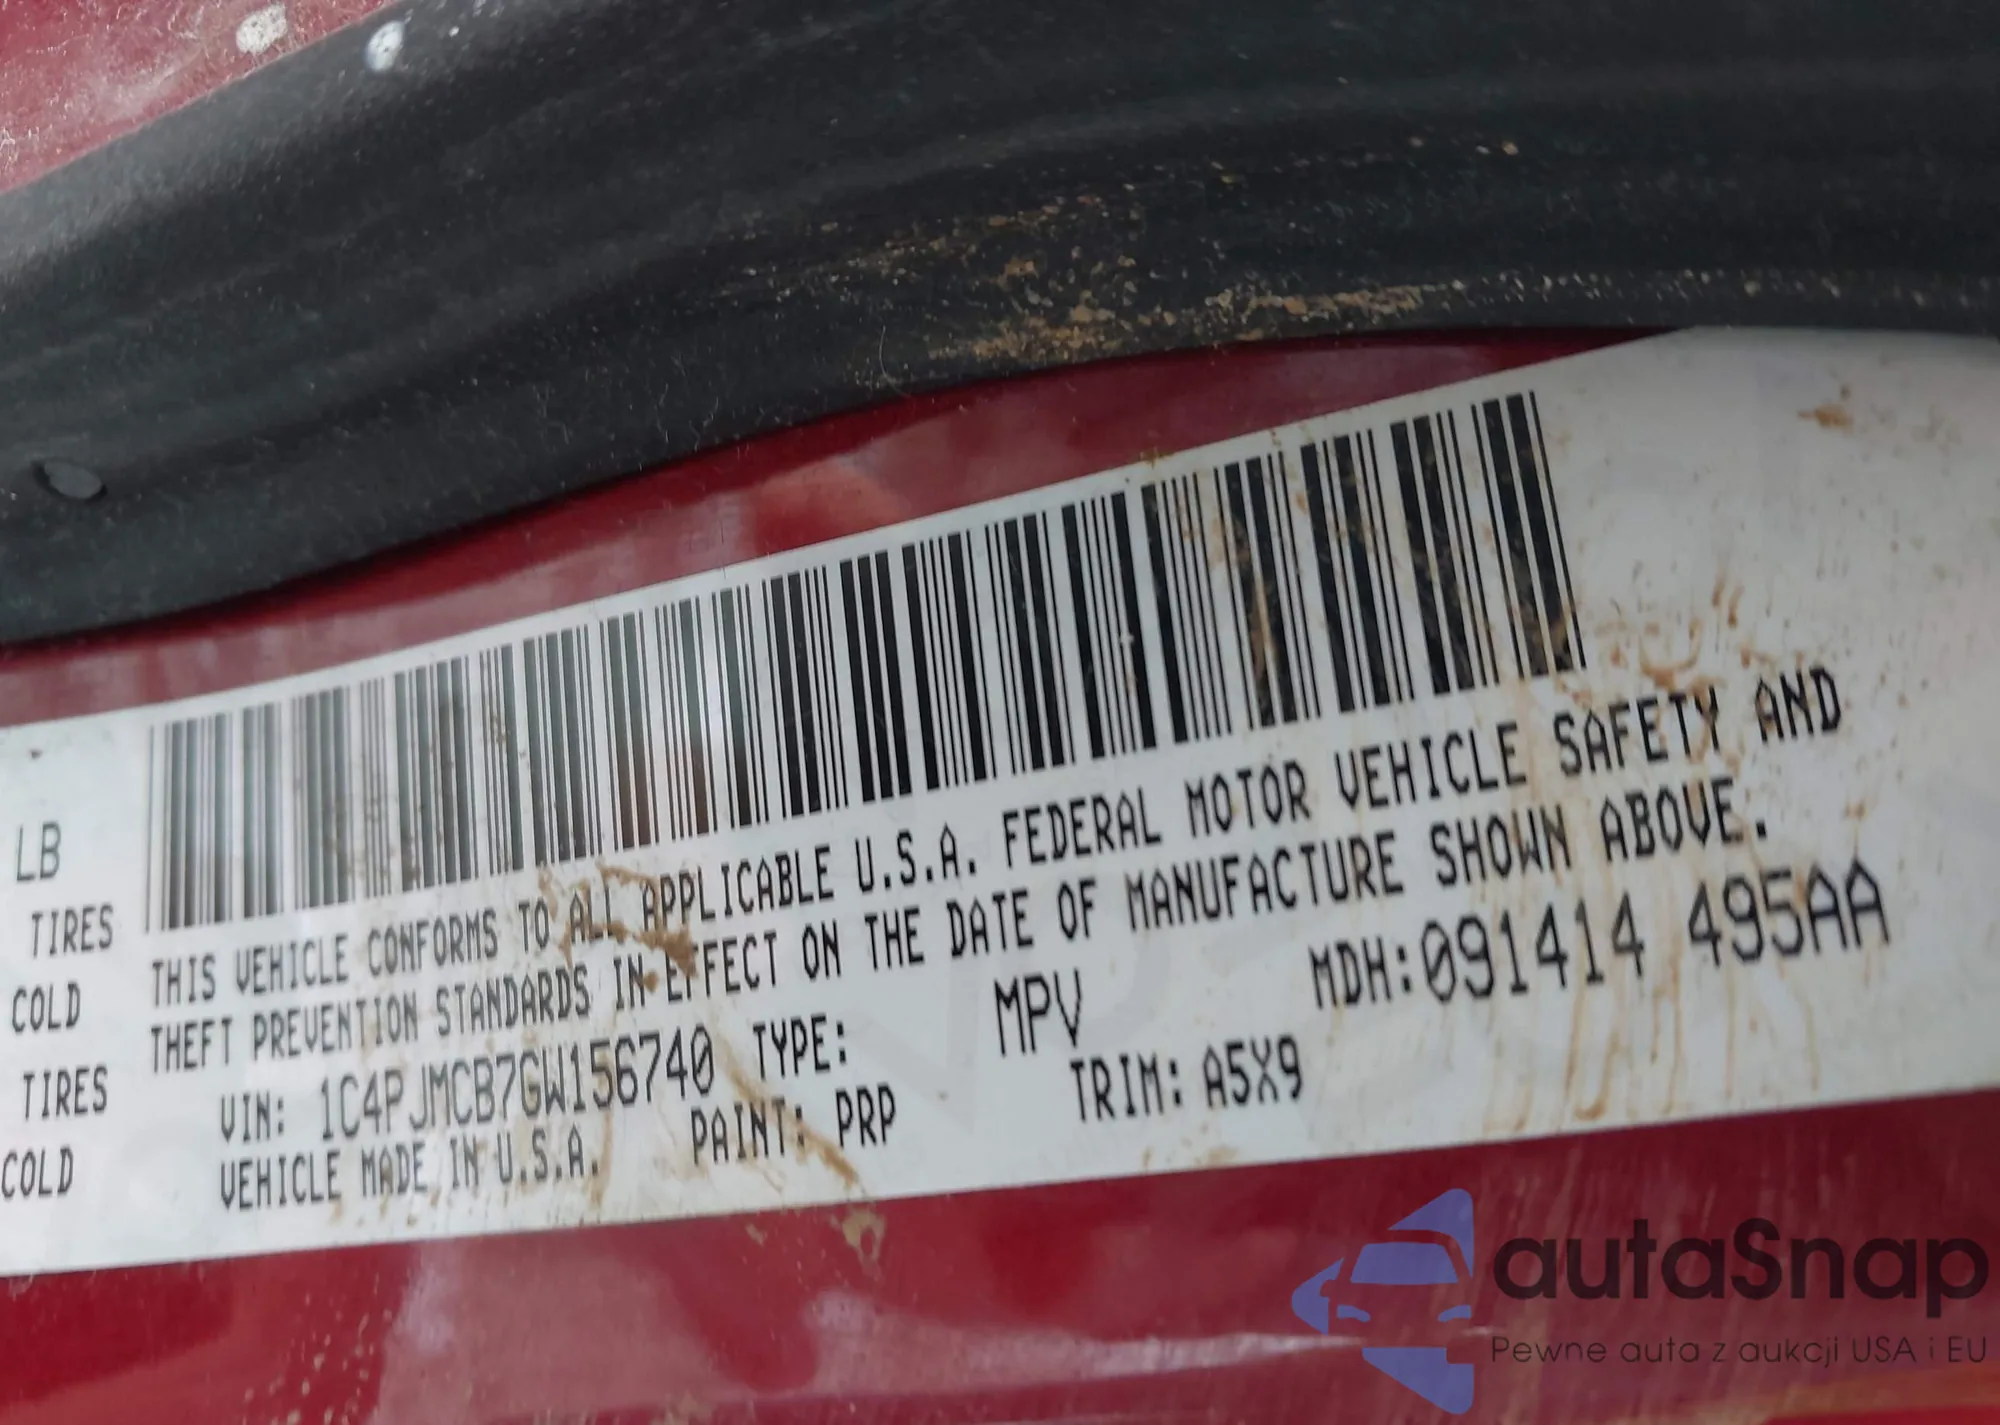 LB
TIRES
COLD
TIRES
COLD
THIS VEHICLE CONFORMS TO ALL APPLICABLE U.S.A. FEDERAL MOTOR VEHICLE SAFETY AND
THEFT PREVENTION STANDARDS IN EFFECT ON THE DATE OF MANUFACTURE SHOWN ABOVE.
VIN: 1C4PJMCB7GW156740 TYPE: MPV MDH:091414 495AA
VEHICLE MADE IN U.S.A. PAINT: PRP TRIM: A5X9
autaSnap
Pewne auta z aukcji USA i EU